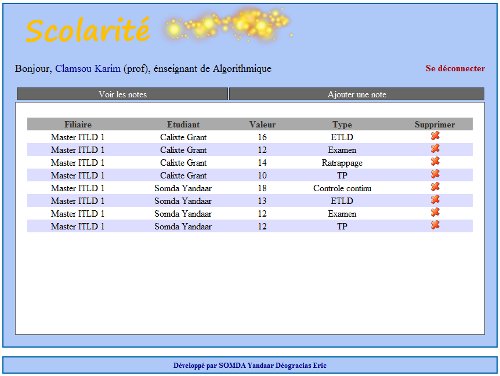 Scolarité
Bonjour, Clamsou Karim (prof), énseignant de Algorithmique Se déconnecter
Voir les notes Ajouter une note
Filiaire Etudiant Valeur Type Supprimer
Master ITLD 1 Calixte Grant 16 ETLD
Master ITLD 1 Calixte Grant 12 Examen
Master ITLD 1 Calixte Grant 14 Ratrappage
Master ITLD 1 Calixte Grant 10 TP
Master ITLD 1 Somda Yandaar 18 Controle continu
Master ITLD 1 Somda Yandaar 13 ETLD
Master ITLD 1 Somda Yandaar 12 Examen
Master ITLD 1 Somda Yandaar 12 TP
Développé par SOMDA Yandaar Déogracias Eric